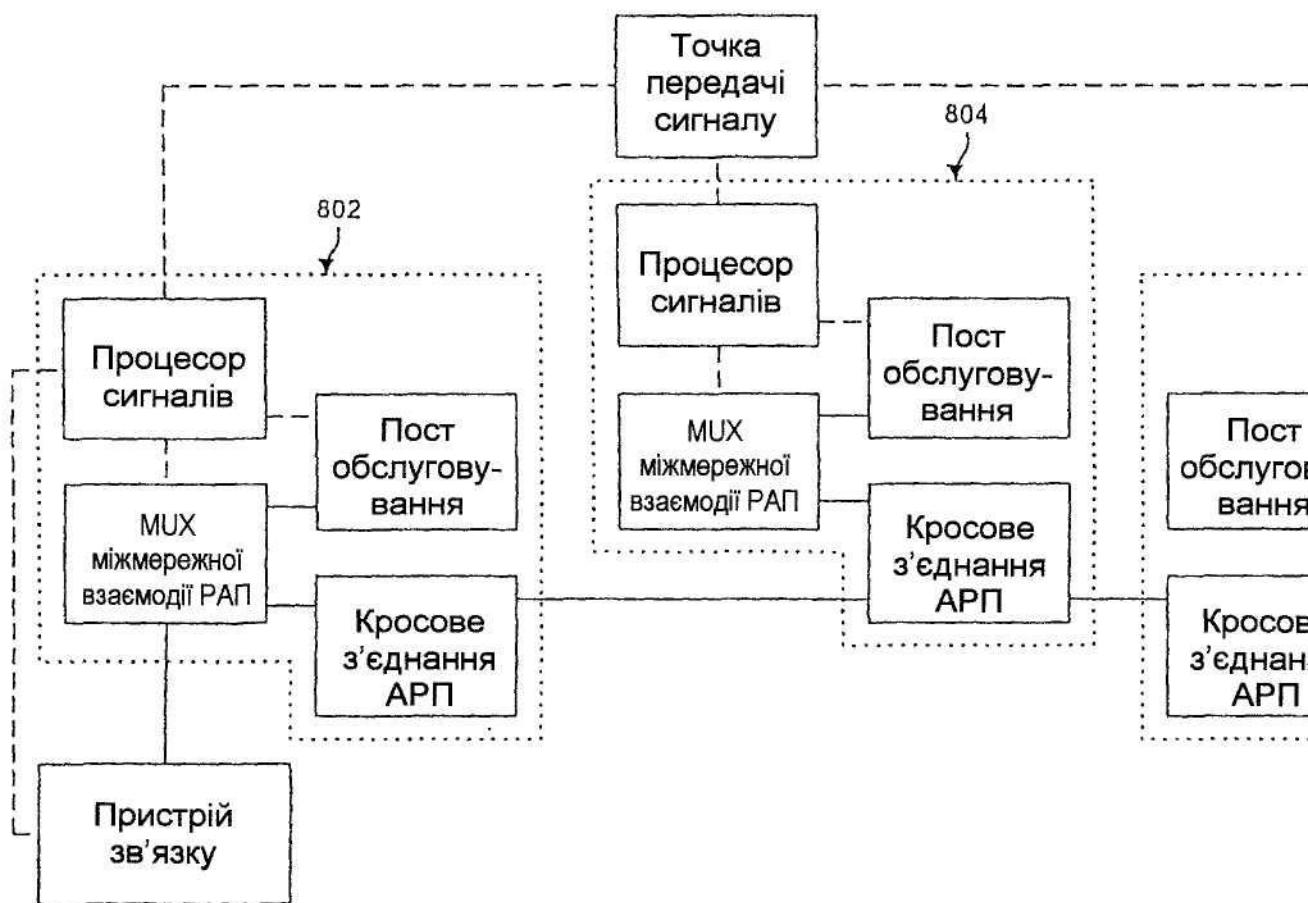 Точка
передачі
сигналу
804
802
Процесор
сигналів
Пост
обслугову-
вання
MUX
міжмережної
взаємодії РАП
Кросове
з'єднання
АРП
Процесор
сигналів
Пост
обслугову-
вання
MUX
міжмережної
взаємодії РАП
Кросове
з'єднання
АРП
Пристрій
зв'язку
Пост
вання
АРП